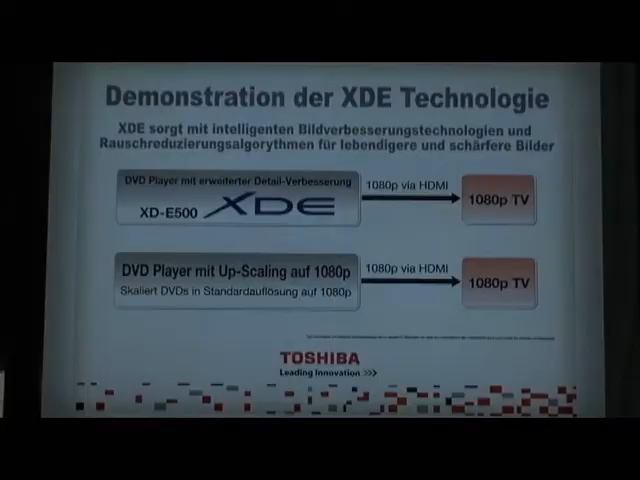 Demonstration der XDE Technologie
XDE sorgt mit intelligenten Bildverbesserungstechnologien und
Rauschreduzierungsalgorythmen für lebendigere und schärfere Bilder
DVD Player mit erweiterter Detail-Verbesserung
XD-E500 XDE
1080p via HDMI
1080p TV
DVD Player mit Up-Scaling auf 1080p
Skaliert DVDs in Standardauflösung auf 1080p
1080p via HDMI
1080p TV
TOSHIBA
Leading Innovation >>>